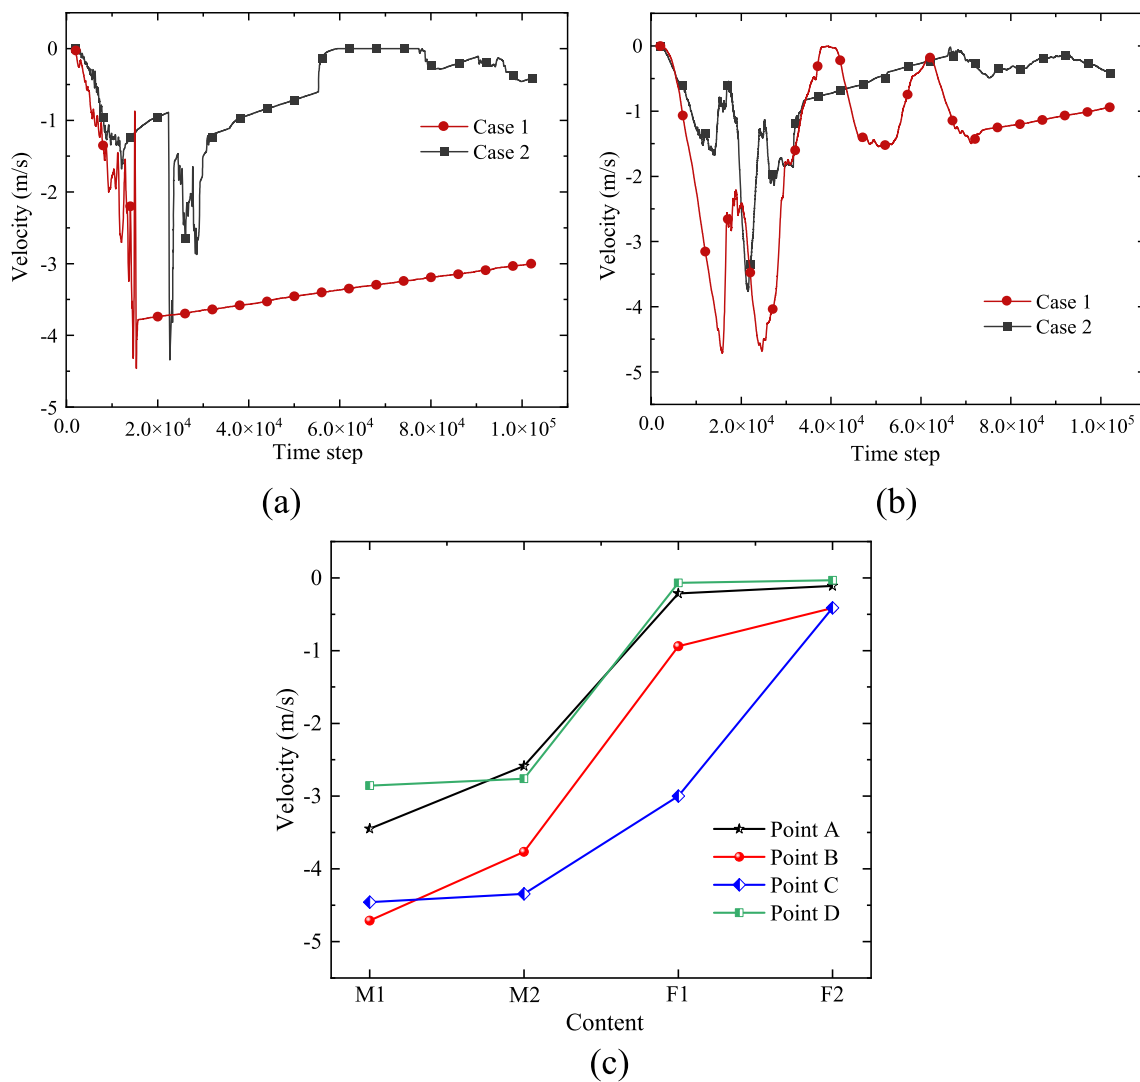 0
-1
-2
-3
-4
-5
Velocity (m/s)
Case 1
Case 2
0.0
2.0×10⁴
4.0×10⁴
6.0×10⁴
8.0×10⁴
1.0×10⁵
Time step
(a)
0
-1
-2
-3
-4
-5
Velocity (m/s)
Case 1
Case 2
0.0
2.0×10⁴
4.0×10⁴
6.0×10⁴
8.0×10⁴
1.0×10⁵
Time step
(b)
0
-1
-2
-3
-4
-5
Velocity (m/s)
Point A
Point B
Point C
Point D
M1
M2
F1
F2
Content
(c)